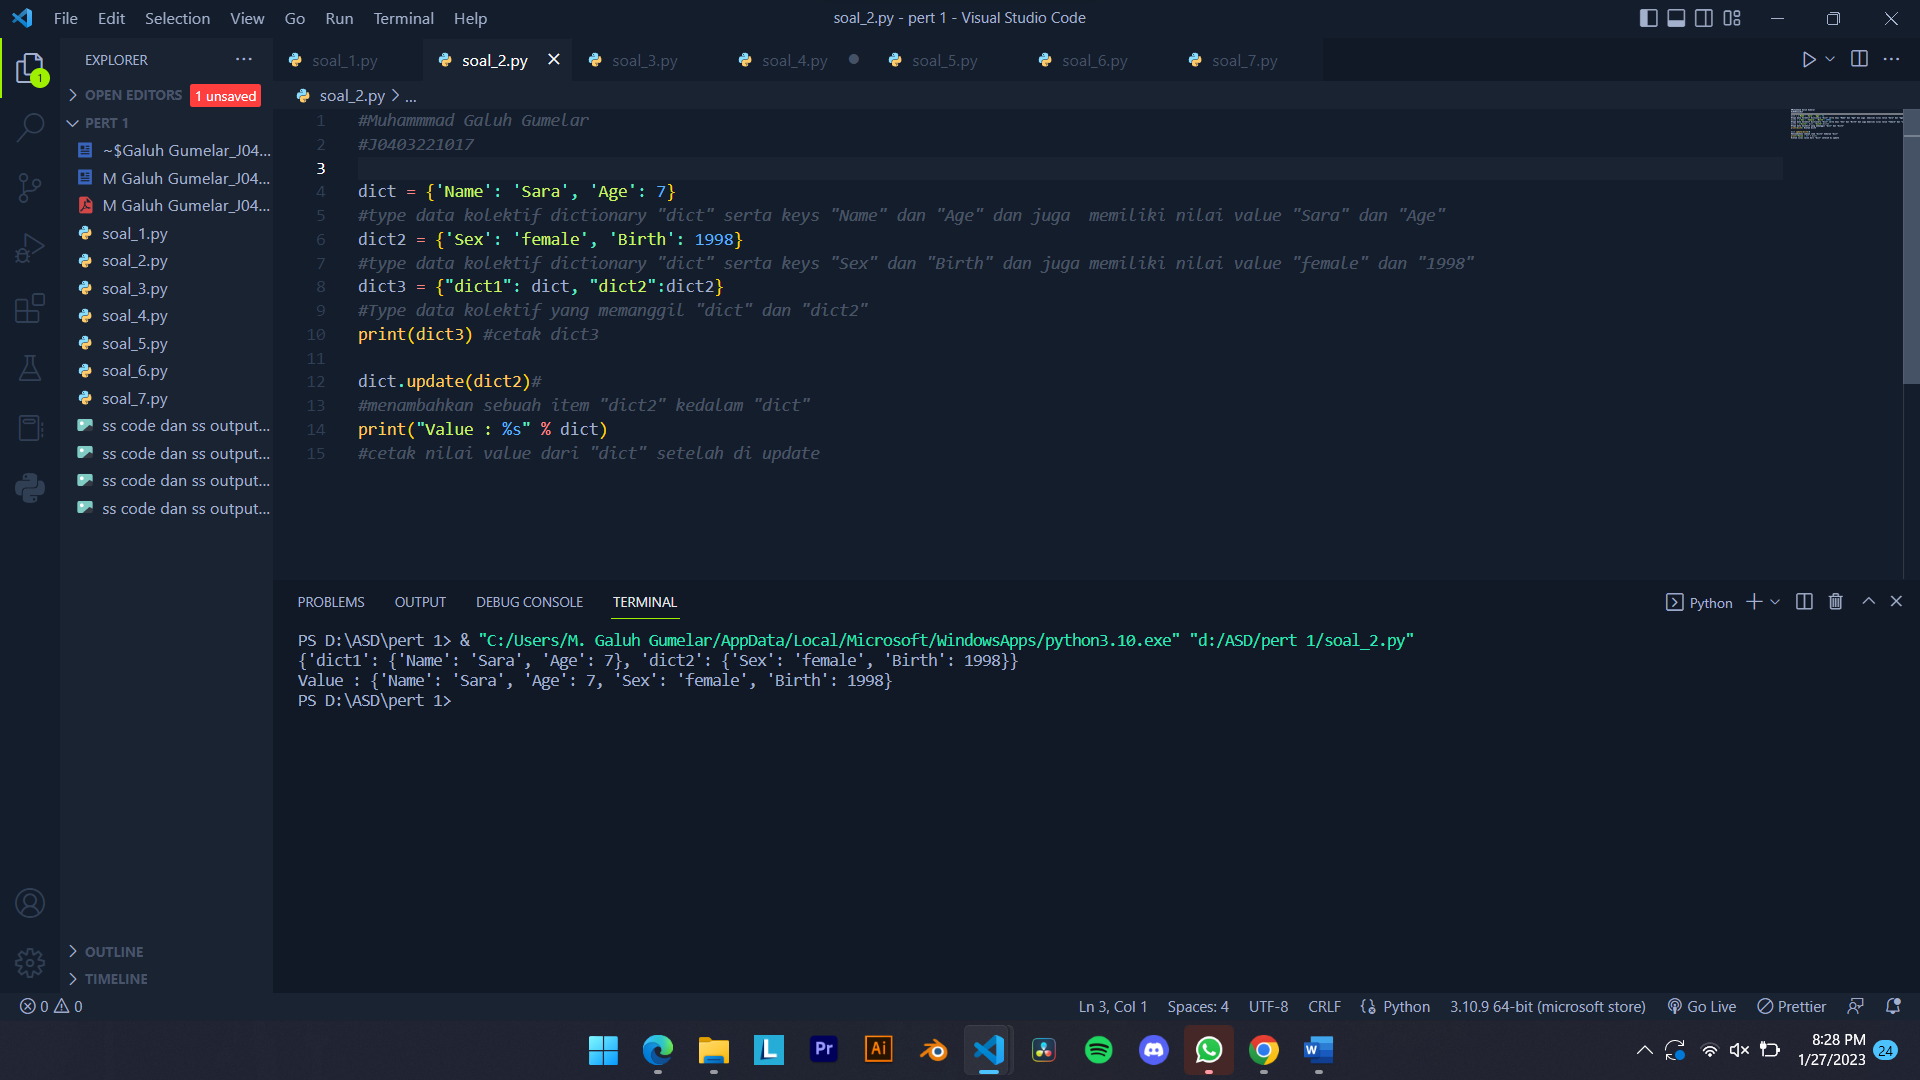 File Edit Selection View Go Run Terminal Help
soal_2.py - pert 1 - Visual Studio Code
EXPLORER
1
OPEN EDITORS 1 unsaved
PERT 1
~$Galuh Gumelar_J04...
M Galuh Gumelar_J04...
M Galuh Gumelar_J04...
soal_1.py
soal_2.py
soal_3.py
soal_4.py
soal_5.py
soal_6.py
soal_7.py
ss code dan ss output...
ss code dan ss output...
ss code dan ss output...
ss code dan ss output...
OUTLINE
TIMELINE
soal_1.py soal_2.py soal_3.py soal_4.py soal_5.py soal_6.py soal_7.py
soal_2.py > ...
1 #Muhammmad Galuh Gumelar
2 #J0403221017
3
4 dict = {'Name': 'Sara', 'Age': 7}
5 #type data kolektif dictionary "dict" serta keys "Name" dan "Age" dan juga  memiliki nilai value "Sara" dan "Age"
6 dict2 = {'Sex': 'female', 'Birth': 1998}
7 #type data kolektif dictionary "dict" serta keys "Sex" dan "Birth" dan juga memiliki nilai value "female" dan "1998"
8 dict3 = {"dict1": dict, "dict2":dict2}
9 #Type data kolektif yang memanggil "dict" dan "dict2"
10 print(dict3) #cetak dict3
11
12 dict.update(dict2)#
13 #menambahkan sebuah item "dict2" kedalam "dict"
14 print("Value : %s" % dict)
15 #cetak nilai value dari "dict" setelah di update
PROBLEMS OUTPUT DEBUG CONSOLE TERMINAL
Python
PS D:\ASD\pert 1> & "C:/Users/M. Galuh Gumelar/AppData/Local/Microsoft/WindowsApps/python3.10.exe" "d:/ASD/pert 1/soal_2.py"
{'dict1': {'Name': 'Sara', 'Age': 7}, 'dict2': {'Sex': 'female', 'Birth': 1998}}
Value : {'Name': 'Sara', 'Age': 7, 'Sex': 'female', 'Birth': 1998}
PS D:\ASD\pert 1>
0 0
Ln 3, Col 1 Spaces: 4 UTF-8 CRLF Python 3.10.9 64-bit (microsoft store) Go Live Prettier
L Pr Ai W
8:28 PM
1/27/2023
24